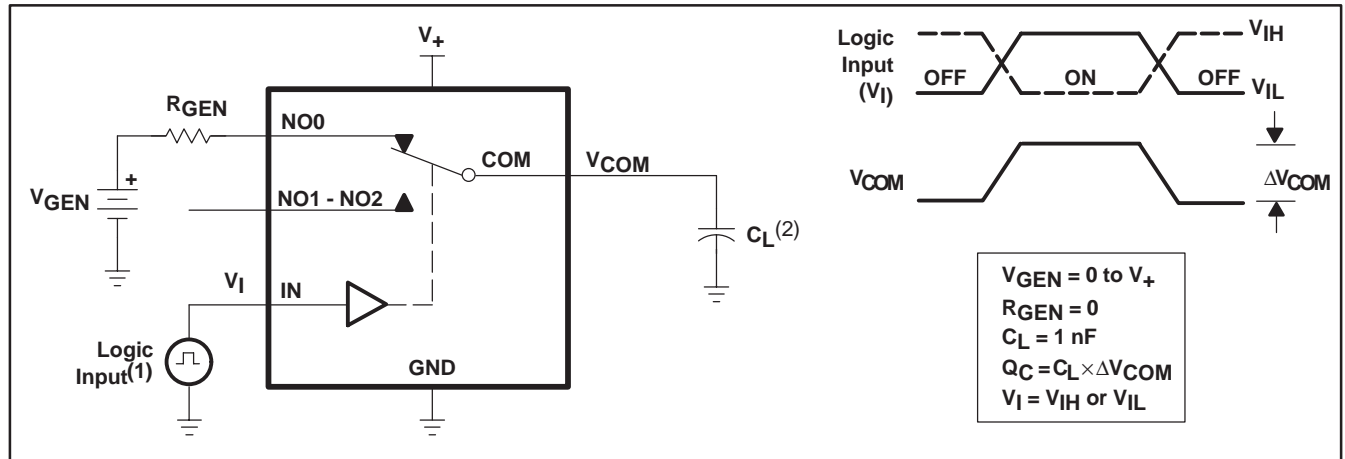 V+
RGEN
NO0
COM
VCOM
VGEN
+
NO1 - NO2
CL(2)
VI
IN
Logic
Input(1)
GND
Logic
Input
(VI)
OFF
ON
OFF
VIH
VIL
VCOM
ΔVCOM
VGEN = 0 to V+
RGEN = 0
CL = 1 nF
QC = CL × ΔVCOM
VI = VIH or VIL